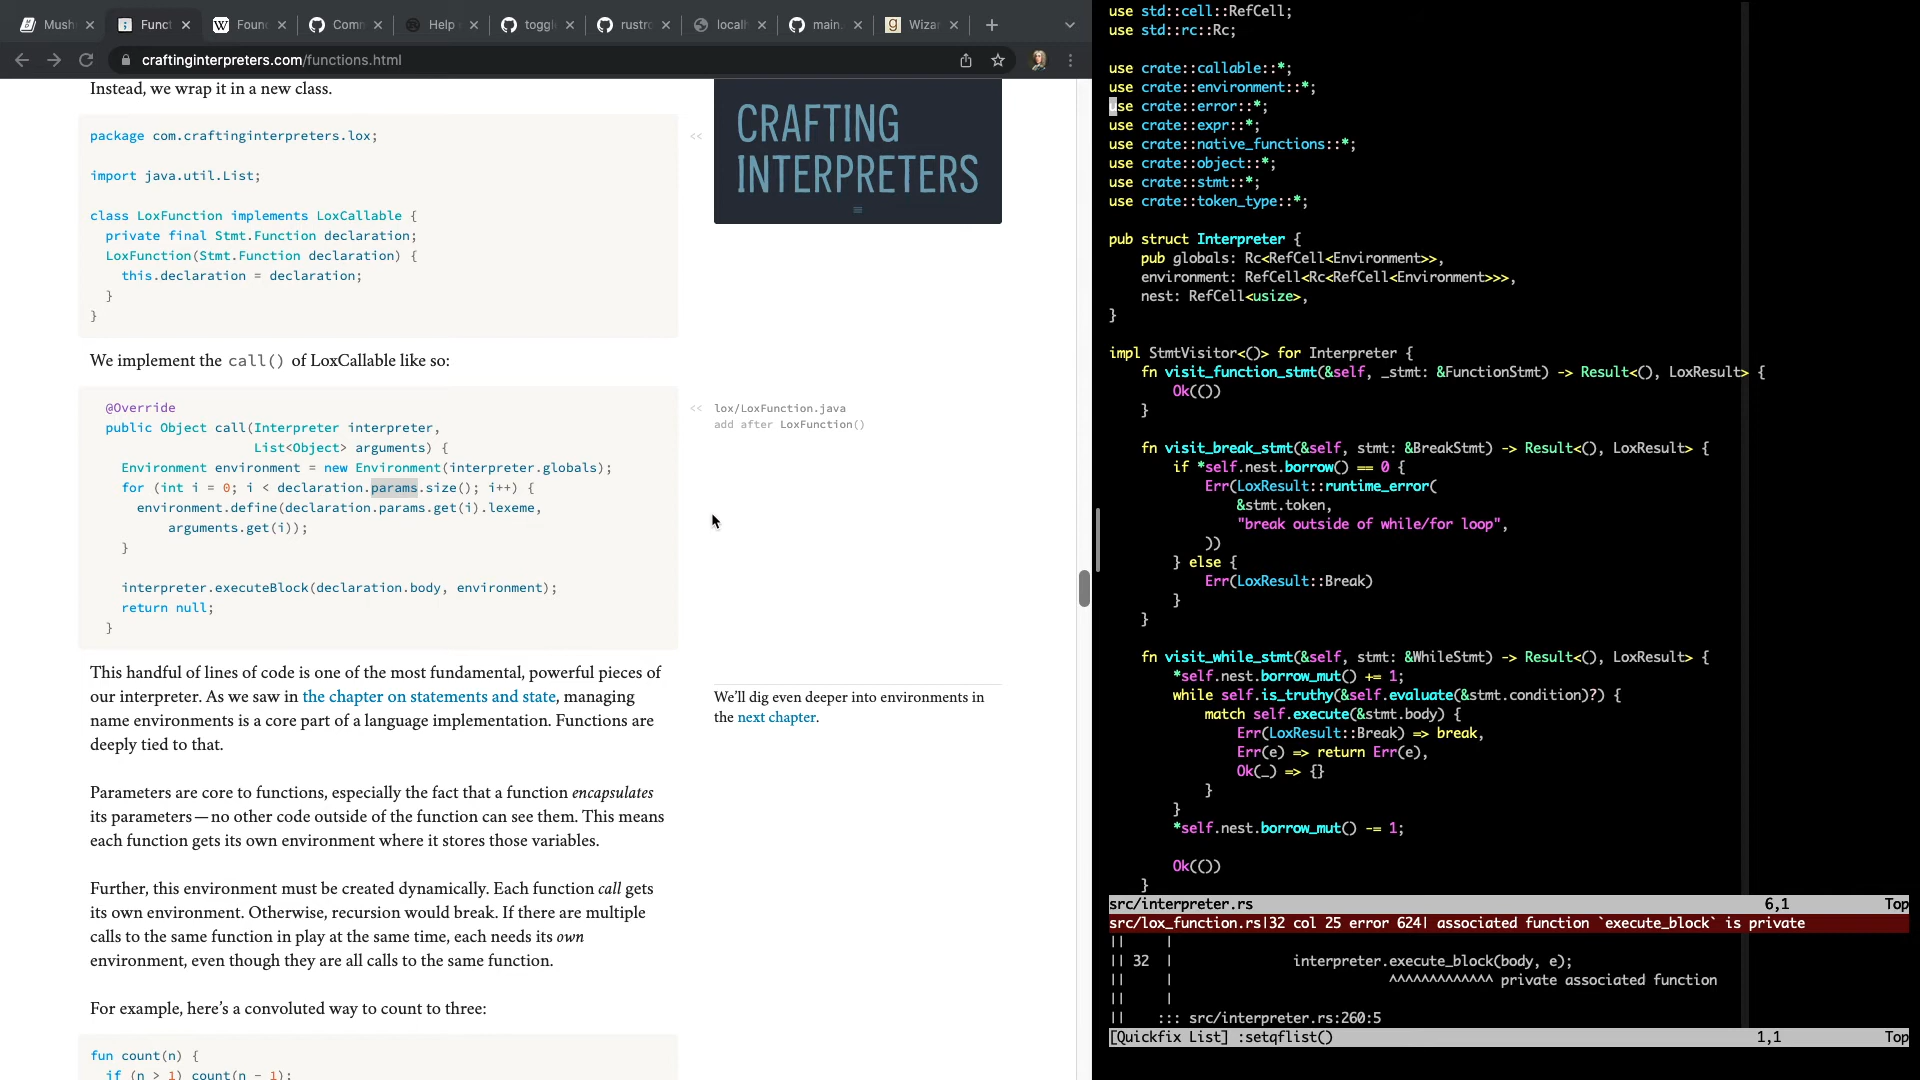 Mush
Funct
Foun
Comm
Help
toggl
rustr
localh
main.
Wizar
craftinginterpreters.com/functions.html
Instead, we wrap it in a new class.
package com.craftinginterpreters.lox;
import java.util.List;
class LoxFunction implements LoxCallable {
private final Stmt.Function declaration;
LoxFunction(Stmt.Function declaration) {
this.declaration = declaration;
}
}
<<
CRAFTING
INTERPRETERS
We implement the call() of LoxCallable like so:
@Override
public Object call(Interpreter interpreter,
List<Object> arguments) {
Environment environment = new Environment(interpreter.globals);
for (int i = 0; i < declaration.params.size(); i++) {
environment.define(declaration.params.get(i).lexeme,
arguments.get(i));
}
interpreter.executeBlock(declaration.body, environment);
return null;
}
<< lox/LoxFunction.java
add after LoxFunction()
This handful of lines of code is one of the most fundamental, powerful pieces of
our interpreter. As we saw in the chapter on statements and state, managing
name environments is a core part of a language implementation. Functions are
deeply tied to that.
We'll dig even deeper into environments in
the next chapter.
Parameters are core to functions, especially the fact that a function encapsulates
its parameters—no other code outside of the function can see them. This means
each function gets its own environment where it stores those variables.
Further, this environment must be created dynamically. Each function call gets
its own environment. Otherwise, recursion would break. If there are multiple
calls to the same function in play at the same time, each needs its own
environment, even though they are all calls to the same function.
For example, here's a convoluted way to count to three:
fun count(n) {
if (n > 1) count(n - 1);
use std::cell::RefCell;
use std::rc::Rc;
use crate::callable::*;
use crate::environment::*;
use crate::error::*;
use crate::expr::*;
use crate::native_functions::*;
use crate::object::*;
use crate::stmt::*;
use crate::token_type::*;
pub struct Interpreter {
pub globals: Rc<RefCell<Environment>>,
environment: RefCell<Rc<RefCell<Environment>>>,
nest: RefCell<usize>,
}
impl StmtVisitor<()> for Interpreter {
fn visit_function_stmt(&self, _stmt: &FunctionStmt) -> Result<(), LoxResult> {
Ok(())
}
fn visit_break_stmt(&self, stmt: &BreakStmt) -> Result<(), LoxResult> {
if *self.nest.borrow() == 0 {
Err(LoxResult::runtime_error(
&stmt.token,
"break outside of while/for loop",
))
} else {
Err(LoxResult::Break)
}
}
fn visit_while_stmt(&self, stmt: &WhileStmt) -> Result<(), LoxResult> {
*self.nest.borrow_mut() += 1;
while self.is_truthy(&self.evaluate(&stmt.condition)?) {
match self.execute(&stmt.body) {
Err(LoxResult::Break) => break,
Err(e) => return Err(e),
Ok(_) => {}
}
}
*self.nest.borrow_mut() -= 1;
Ok(())
}
src/interpreter.rs 6,1 Top
src/lox_function.rs|32 col 25 error 624| associated function `execute_block` is private
|| |
|| 32 | interpreter.execute_block(body, e);
|| | ^^^^^^^^^^^^^ private associated function
|| |
|| ::: src/interpreter.rs:260:5
[Quickfix List] :setqflist() 1,1 Top